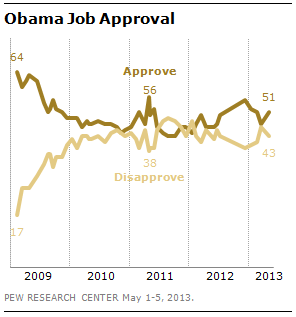 Obama Job Approval
64
Approve
56
51
38
43
Disapprove
17
2009 2010 2011 2012 2013
PEW RESEARCH CENTER May 1-5, 2013.